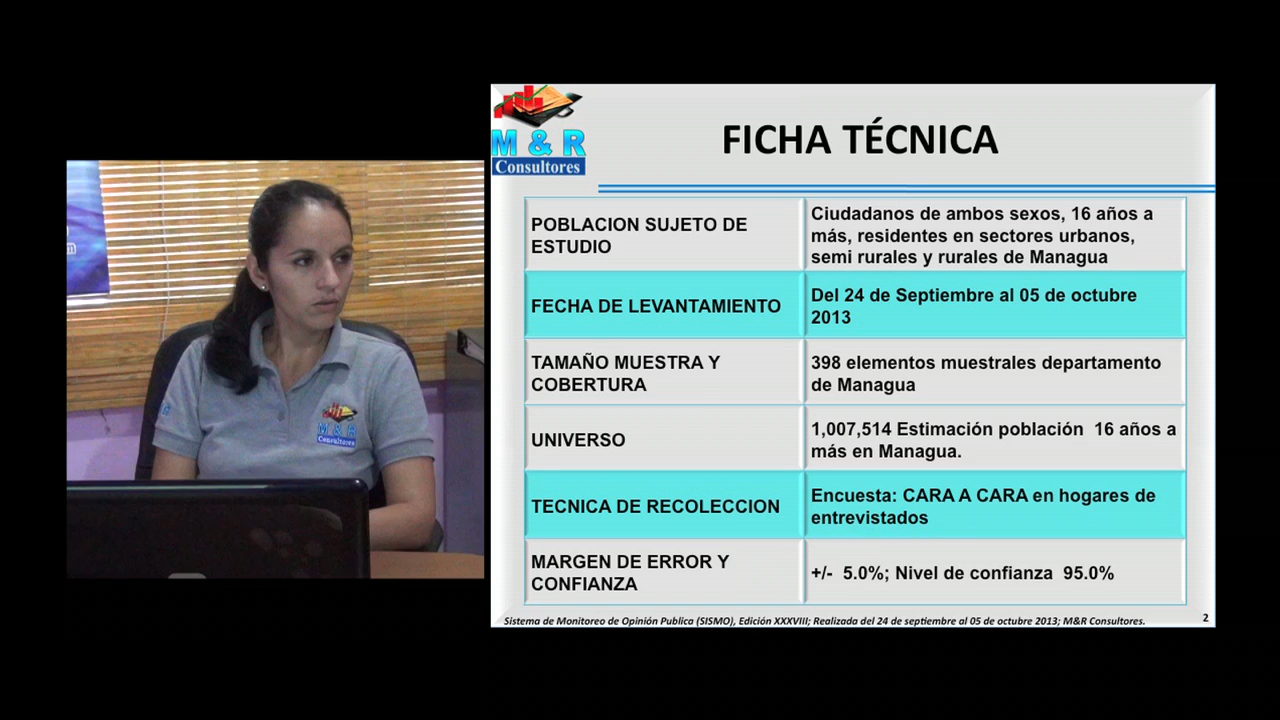 M & R
Consultores
FICHA TÉCNICA
POBLACION SUJETO DE
ESTUDIO
Ciudadanos de ambos sexos, 16 años a
más, residentes en sectores urbanos,
semi rurales y rurales de Managua
FECHA DE LEVANTAMIENTO
Del 24 de Septiembre al 05 de octubre
2013
TAMAÑO MUESTRA Y
COBERTURA
398 elementos muestrales departamento
de Managua
UNIVERSO
1,007,514 Estimación población 16 años a
más en Managua.
TECNICA DE RECOLECCION
Encuesta: CARA A CARA en hogares de
entrevistados
MARGEN DE ERROR Y
CONFIANZA
+/- 5.0%; Nivel de confianza 95.0%
Sistema de Monitoreo de Opinión Publica (SISMO), Edición XXXVIII; Realizada del 24 de septiembre al 05 de octubre 2013; M&R Consultores.
2
M & R
Consultores